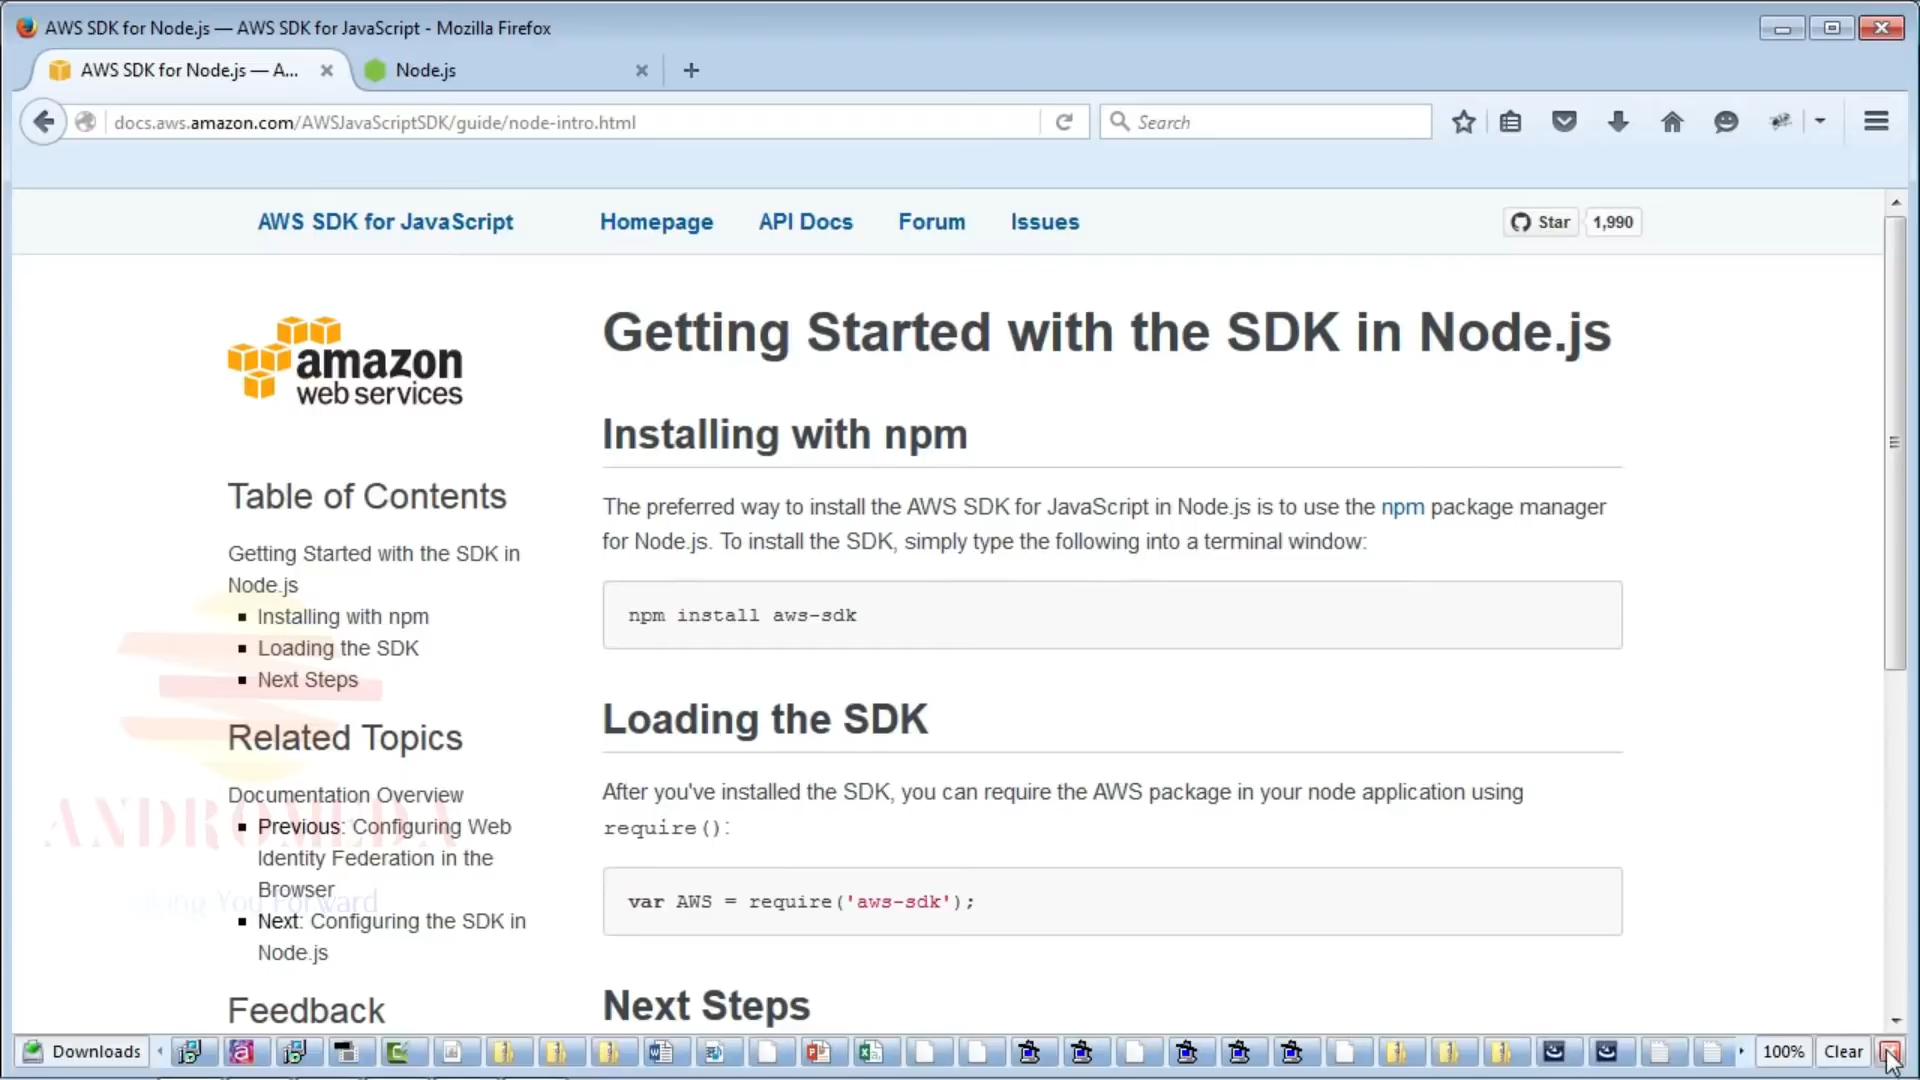 AWS SDK for Node.js — AWS SDK for JavaScript - Mozilla Firefox
AWS SDK for Node.js — A...
Node.js
docs.aws.amazon.com/AWSJavaScriptSDK/guide/node-intro.html
Search
AWS SDK for JavaScript
Homepage
API Docs
Forum
Issues
Star
1,990
amazon
web services
Table of Contents
Getting Started with the SDK in
Node.js
Installing with npm
Loading the SDK
Next Steps
Related Topics
Documentation Overview
Previous: Configuring Web
Identity Federation in the
Browser
Next: Configuring the SDK in
Node.js
Feedback
ANDROMEDA
You Forward
Getting Started with the SDK in Node.js
Installing with npm
The preferred way to install the AWS SDK for JavaScript in Node.js is to use the npm package manager
for Node.js. To install the SDK, simply type the following into a terminal window:
npm install aws-sdk
Loading the SDK
After you've installed the SDK, you can require the AWS package in your node application using
require():
var AWS = require('aws-sdk');
Next Steps
Downloads
100%
Clear